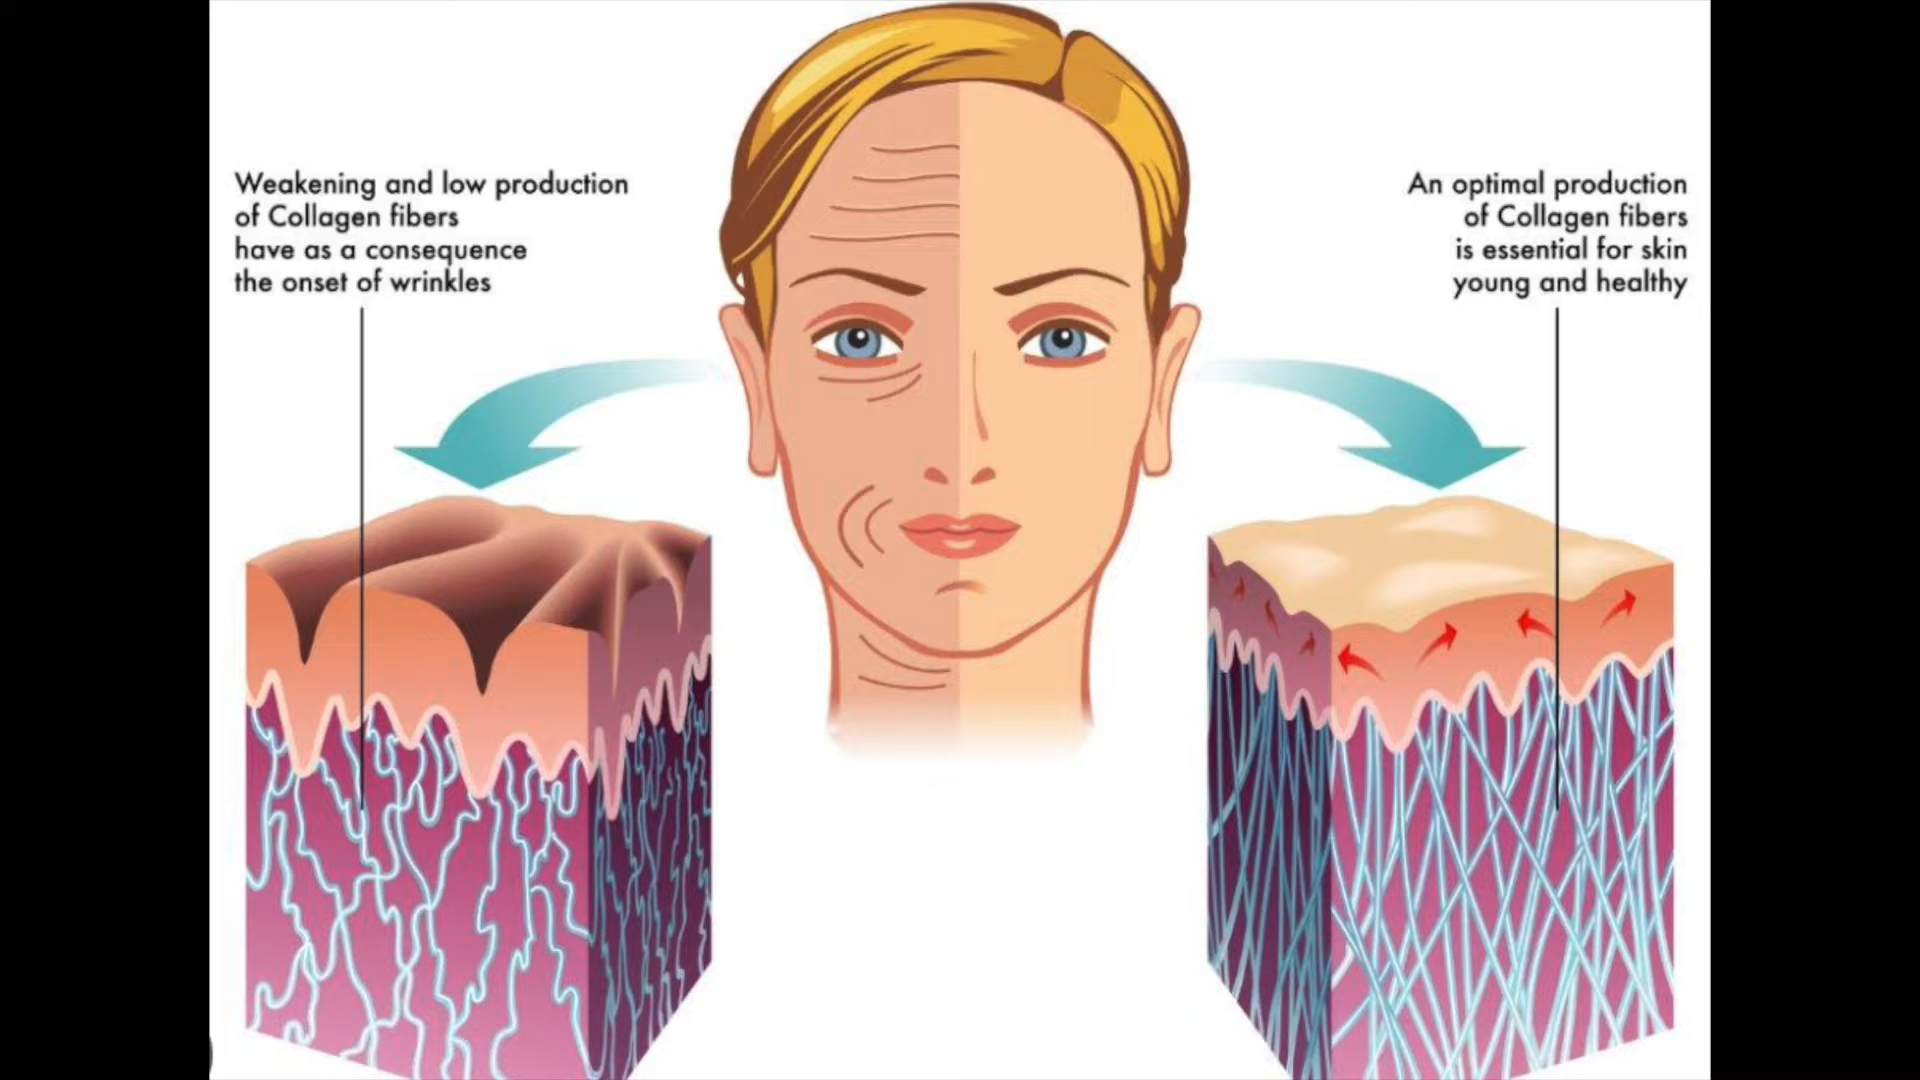 Weakening and low production
of Collagen fibers
have as a consequence
the onset of wrinkles
An optimal production
of Collagen fibers
is essential for skin
young and healthy